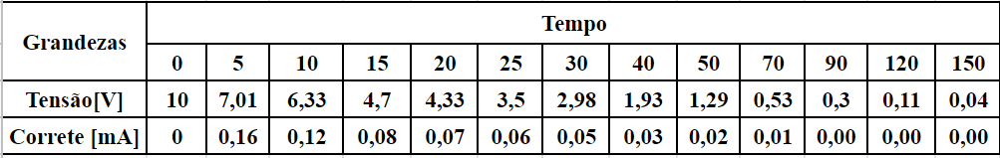 Tempo
Grandezas
0 5 10 15 20 25 30 40 50 70 90 120 150
Tensão[V] 10 7,01 6,33 4,7 4,33 3,5 2,98 1,93 1,29 0,53 0,3 0,11 0,04
Correte [mA] 0 0,16 0,12 0,08 0,07 0,06 0,05 0,03 0,02 0,01 0,00 0,00 0,00